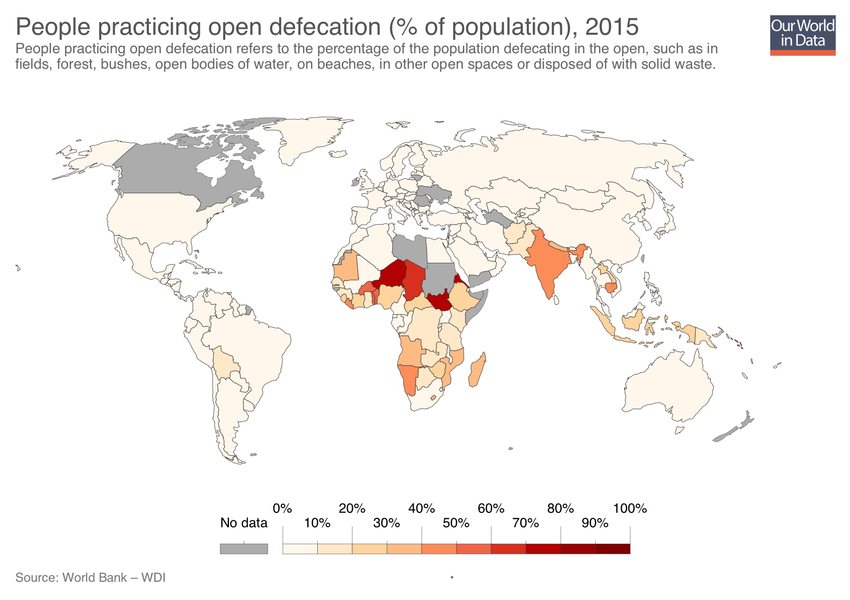 People practicing open defecation (% of population), 2015
Our World
in Data
People practicing open defecation refers to the percentage of the population defecating in the open, such as in
fields, forest, bushes, open bodies of water, on beaches, in other open spaces or disposed of with solid waste.
0% 20% 40% 60% 80% 100%
No data 10% 30% 50% 70% 90%
Source: World Bank – WDI